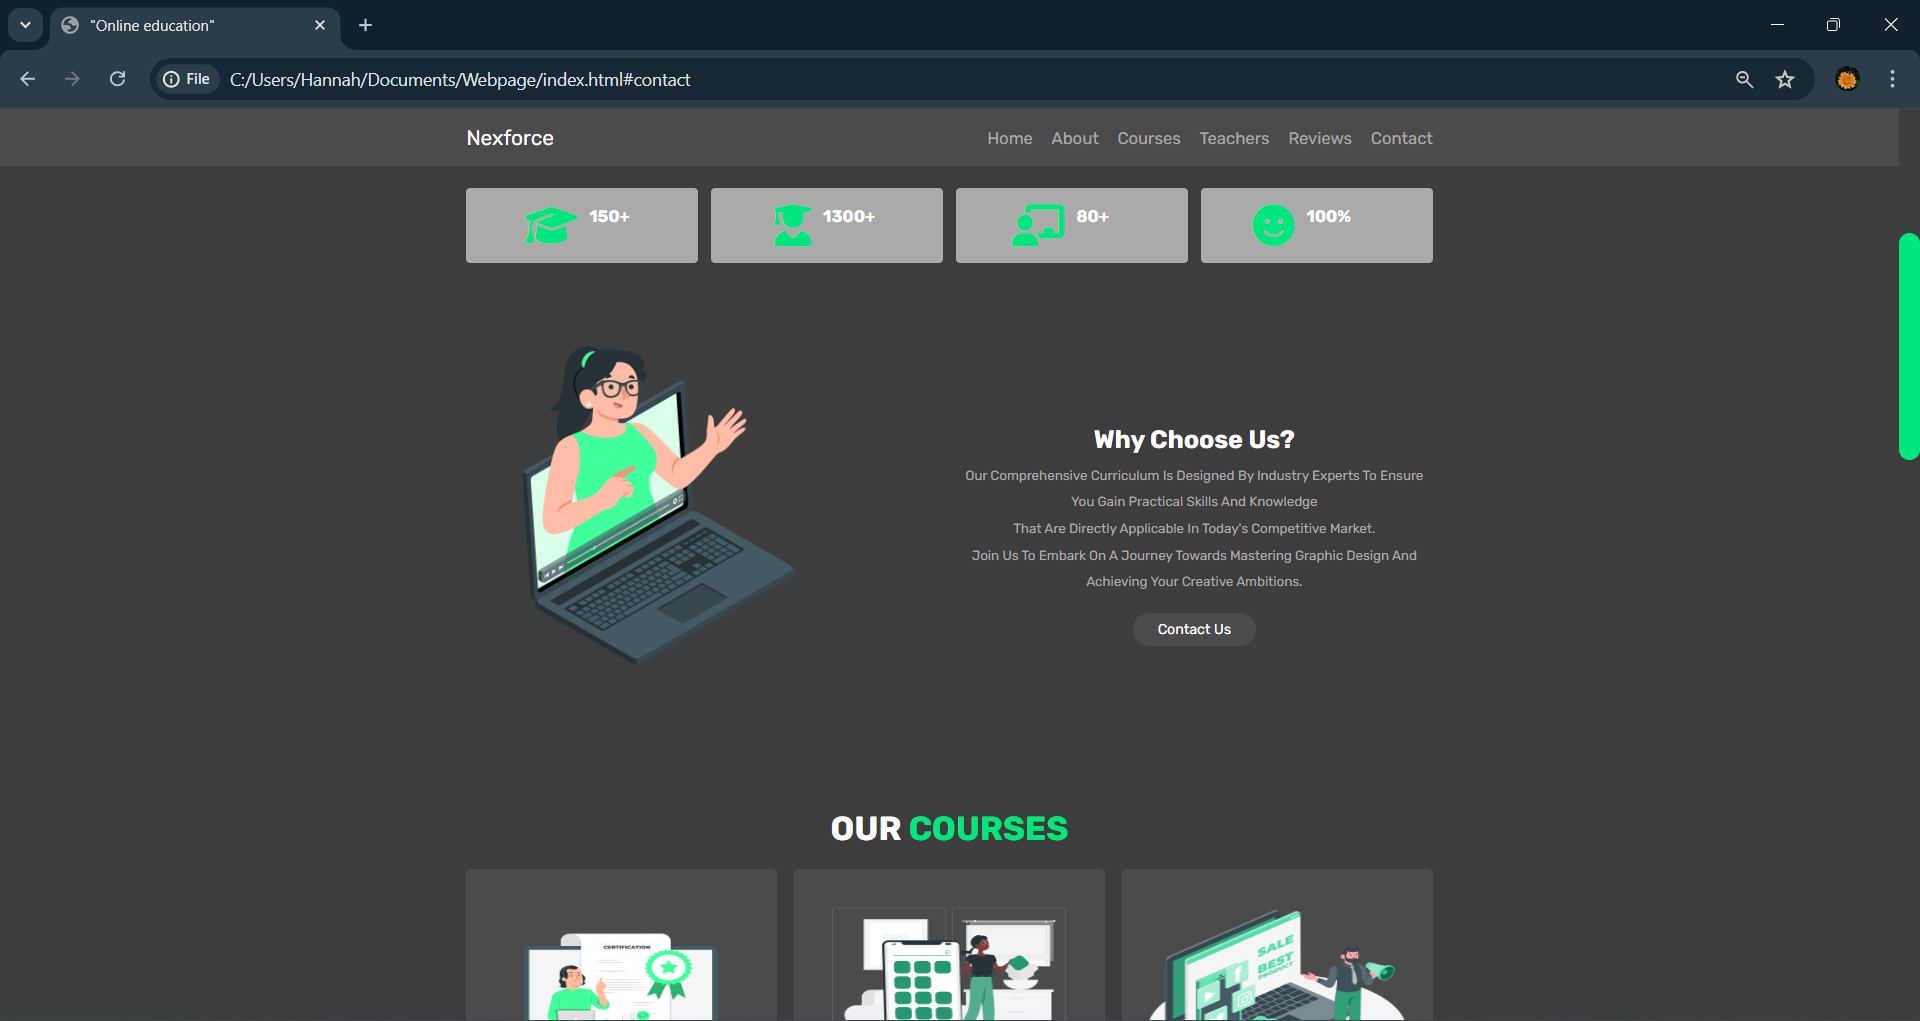 "Online education"
File
C:/Users/Hannah/Documents/Webpage/index.html#contact
Nexforce
Home About Courses Teachers Reviews Contact
150+ 1300+ 80+ 100%
Why Choose Us?
Our Comprehensive Curriculum Is Designed By Industry Experts To Ensure
You Gain Practical Skills And Knowledge
That Are Directly Applicable In Today's Competitive Market.
Join Us To Embark On A Journey Towards Mastering Graphic Design And
Achieving Your Creative Ambitions.
Contact Us
OUR COURSES
CERTIFICATION
SALE
BEST
PRODUCT